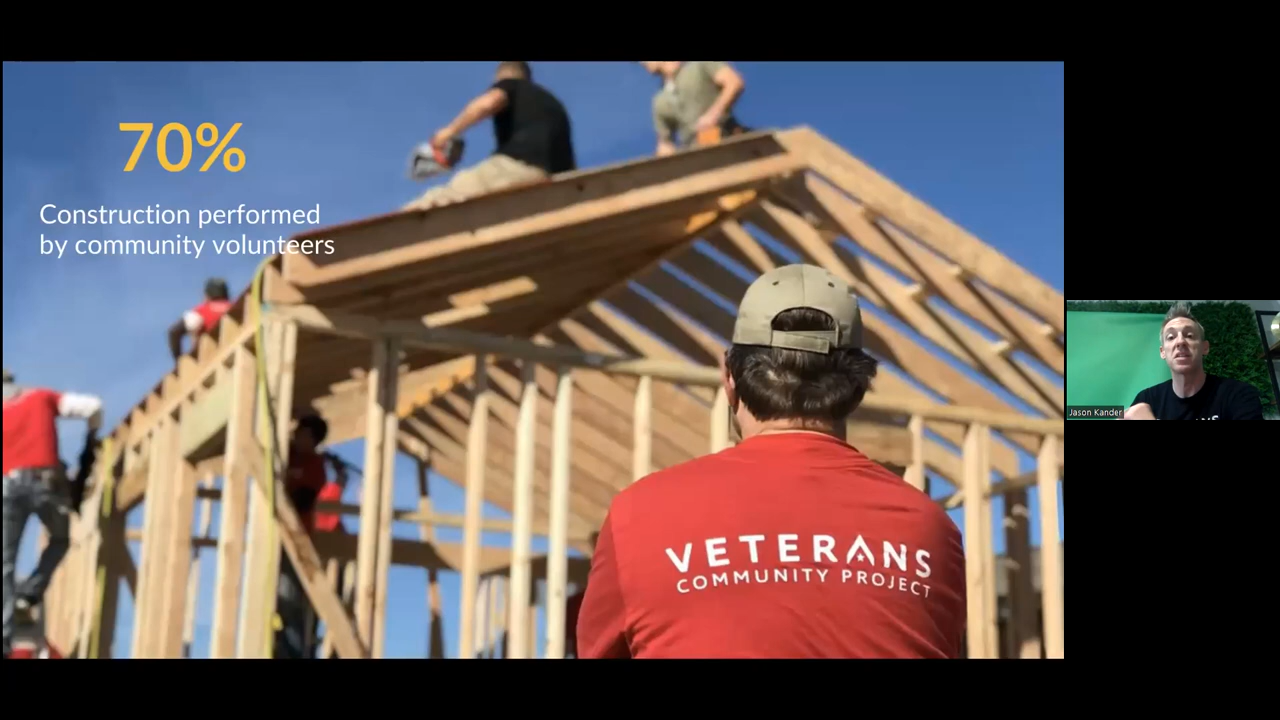 70%
Construction performed
by community volunteers
VETERANS
COMMUNITY PROJECT
Jason Kander